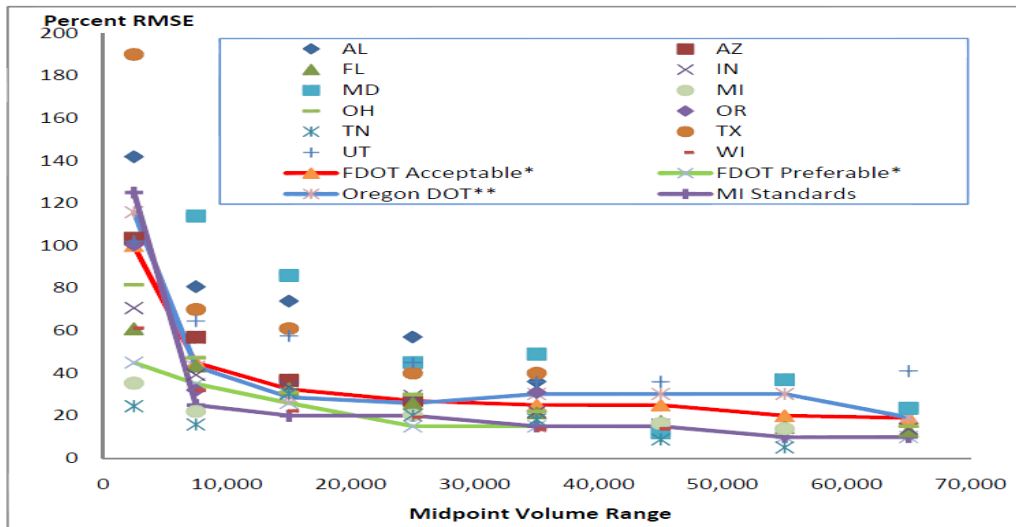 Percent RMSE
200
180
160
140
120
100
80
60
40
20
0
AL AZ
FL IN
MD MI
OH OR
TN TX
UT WI
FDOT Acceptable* FDOT Preferable*
Oregon DOT** MI Standards
0 10,000 20,000 30,000 40,000 50,000 60,000 70,000
Midpoint Volume Range